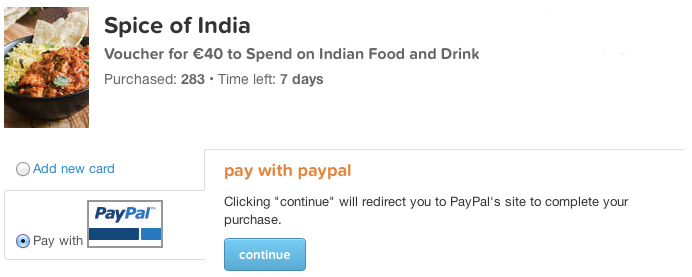 Spice of India
Voucher for €40 to Spend on Indian Food and Drink
Purchased: 283 • Time left: 7 days
Add new card
Pay with PayPal™
pay with paypal
Clicking "continue" will redirect you to PayPal's site to complete your
purchase.
continue